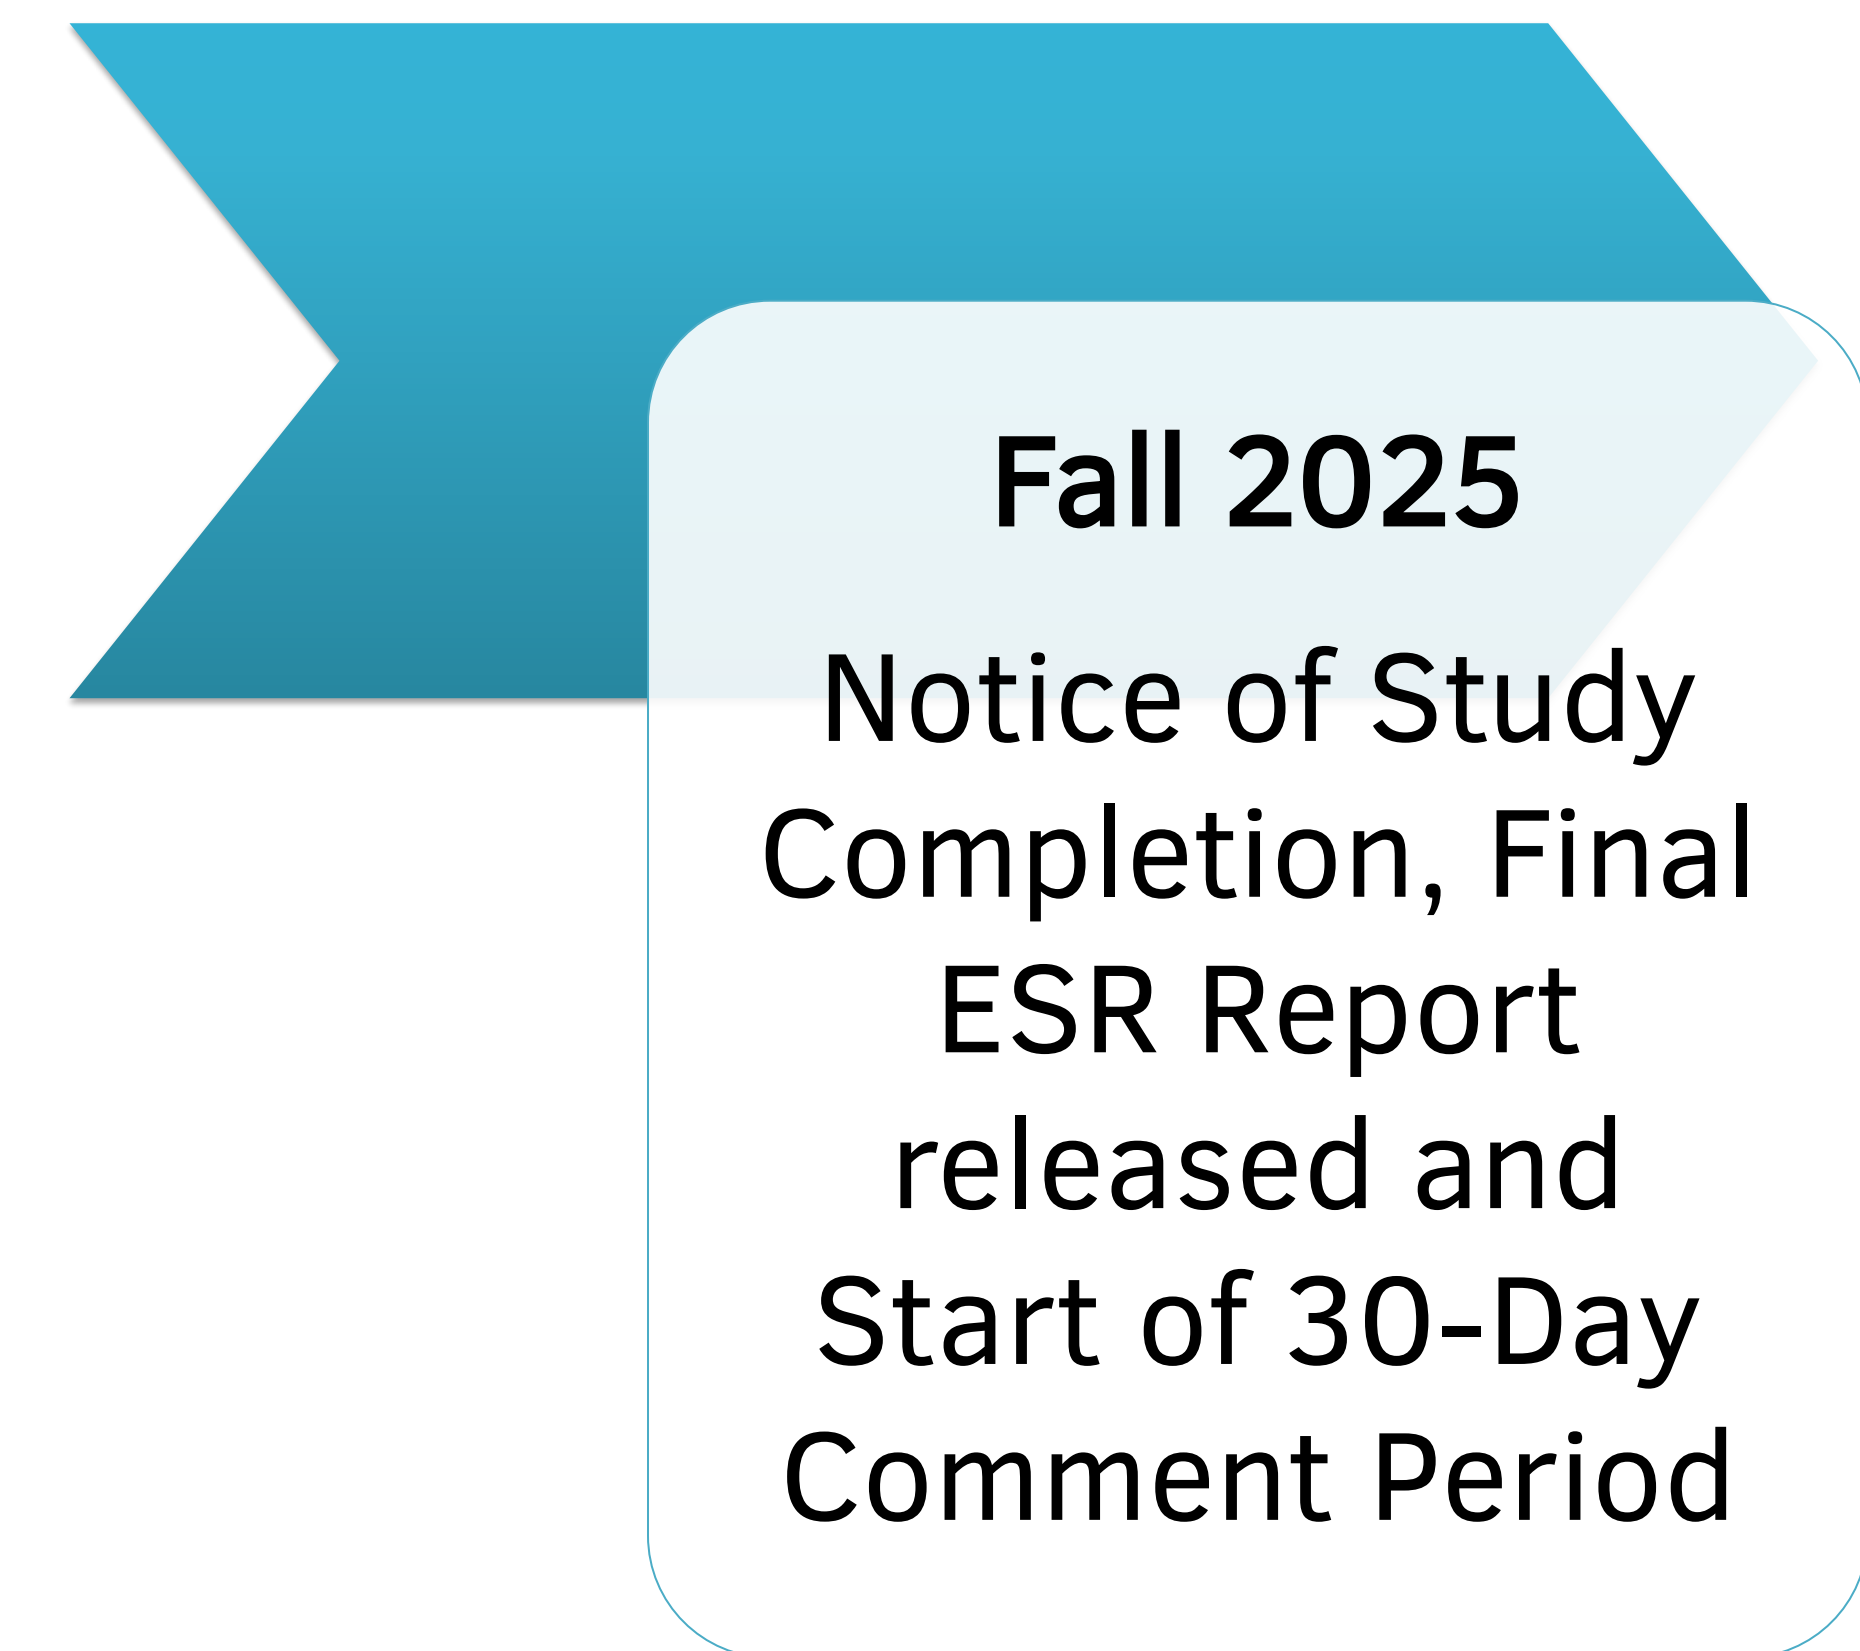 Fall 2025
Notice of Study
Completion, Final
ESR Report
released and
Start of 30-Day
Comment Period